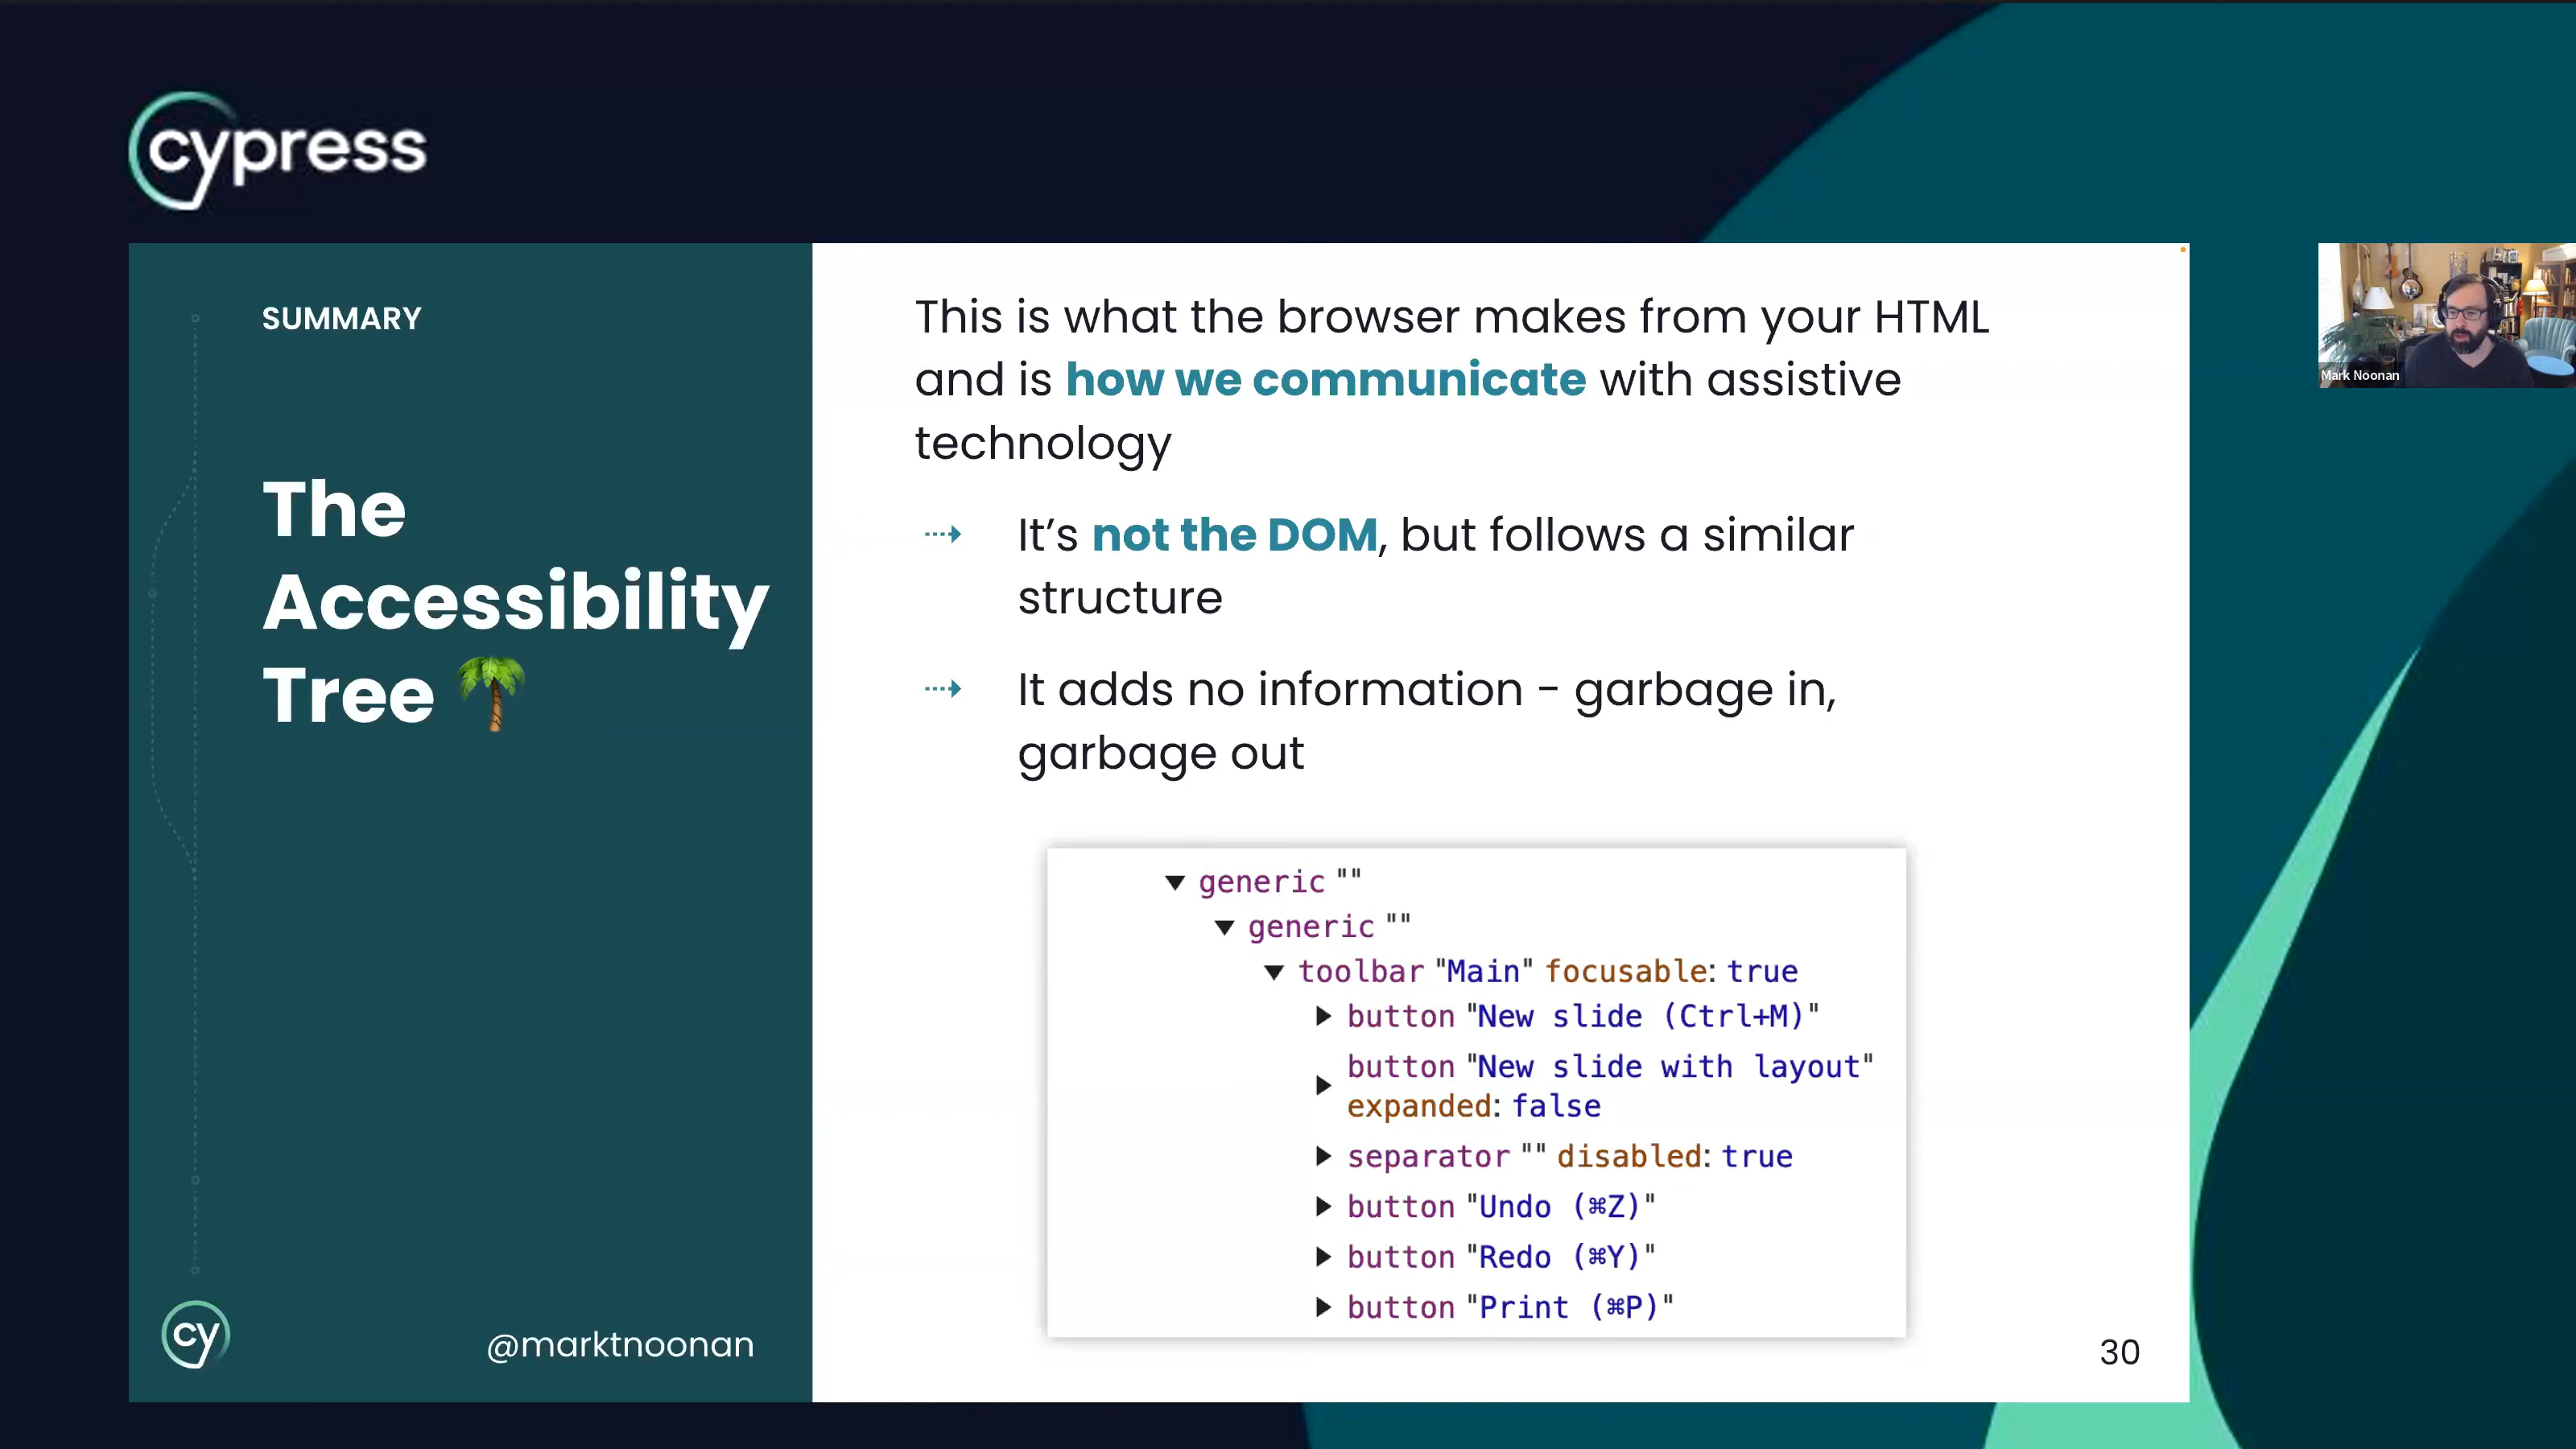 cypress
SUMMARY
The
Accessibility
Tree
cy
@marktnoonan
This is what the browser makes from your HTML
and is how we communicate with assistive
technology
It’s not the DOM, but follows a similar
structure
It adds no information - garbage in,
garbage out
generic ""
generic ""
toolbar "Main" focusable: true
button "New slide (Ctrl+M)"
button "New slide with layout"
expanded: false
separator "" disabled: true
button "Undo (⌘Z)"
button "Redo (⌘Y)"
button "Print (⌘P)"
30
Mark Noonan